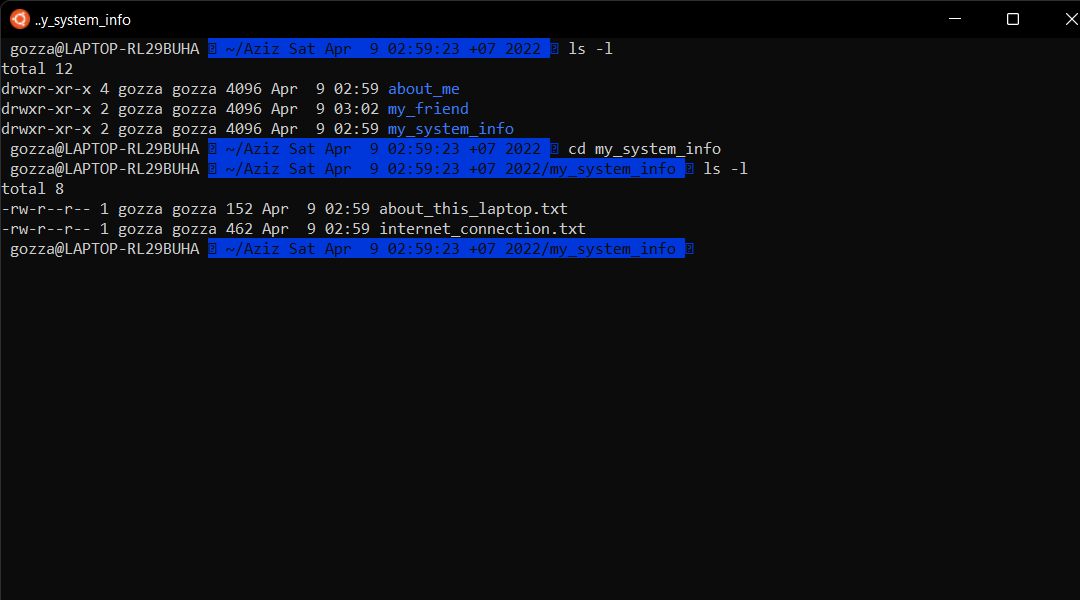 ..y_system_info
gozza@LAPTOP-RL29BUHA ~/Aziz Sat Apr  9 02:59:23 +07 2022 ls -l
total 12
drwxr-xr-x 4 gozza gozza 4096 Apr  9 02:59 about_me
drwxr-xr-x 2 gozza gozza 4096 Apr  9 03:02 my_friend
drwxr-xr-x 2 gozza gozza 4096 Apr  9 02:59 my_system_info
gozza@LAPTOP-RL29BUHA ~/Aziz Sat Apr  9 02:59:23 +07 2022 cd my_system_info
gozza@LAPTOP-RL29BUHA ~/Aziz Sat Apr  9 02:59:23 +07 2022/my_system_info ls -l
total 8
-rw-r--r-- 1 gozza gozza 152 Apr  9 02:59 about_this_laptop.txt
-rw-r--r-- 1 gozza gozza 462 Apr  9 02:59 internet_connection.txt
gozza@LAPTOP-RL29BUHA ~/Aziz Sat Apr  9 02:59:23 +07 2022/my_system_info